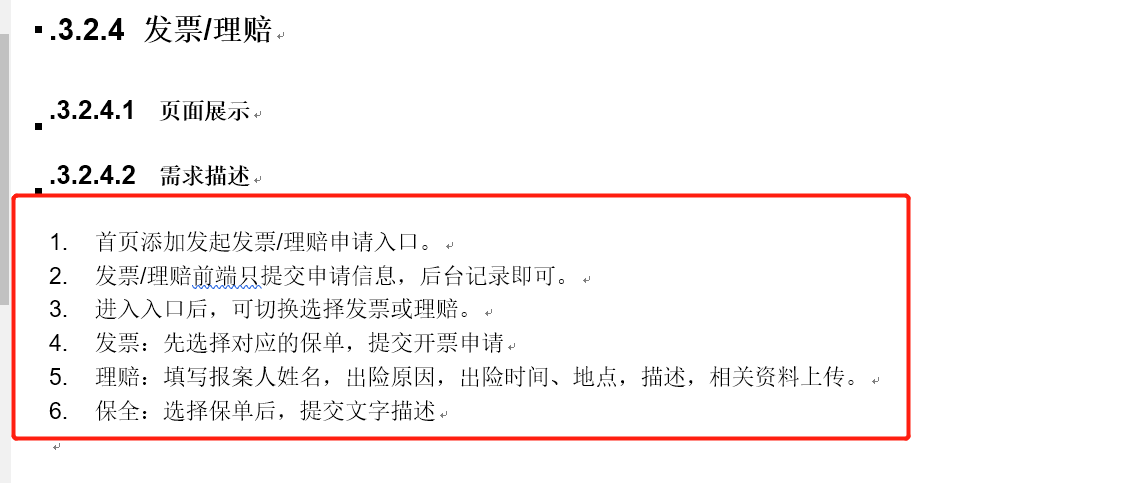 .3.2.4 发票/理赔
.3.2.4.1 页面展示
.3.2.4.2 需求描述
1. 首页添加发起发票/理赔申请入口。
2. 发票/理赔前端只提交申请信息，后台记录即可。
3. 进入入口后，可切换选择发票或理赔。
4. 发票：先选择对应的保单，提交开票申请
5. 理赔：填写报案人姓名，出险原因，出险时间、地点，描述，相关资料上传。
6. 保全：选择保单后，提交文字描述